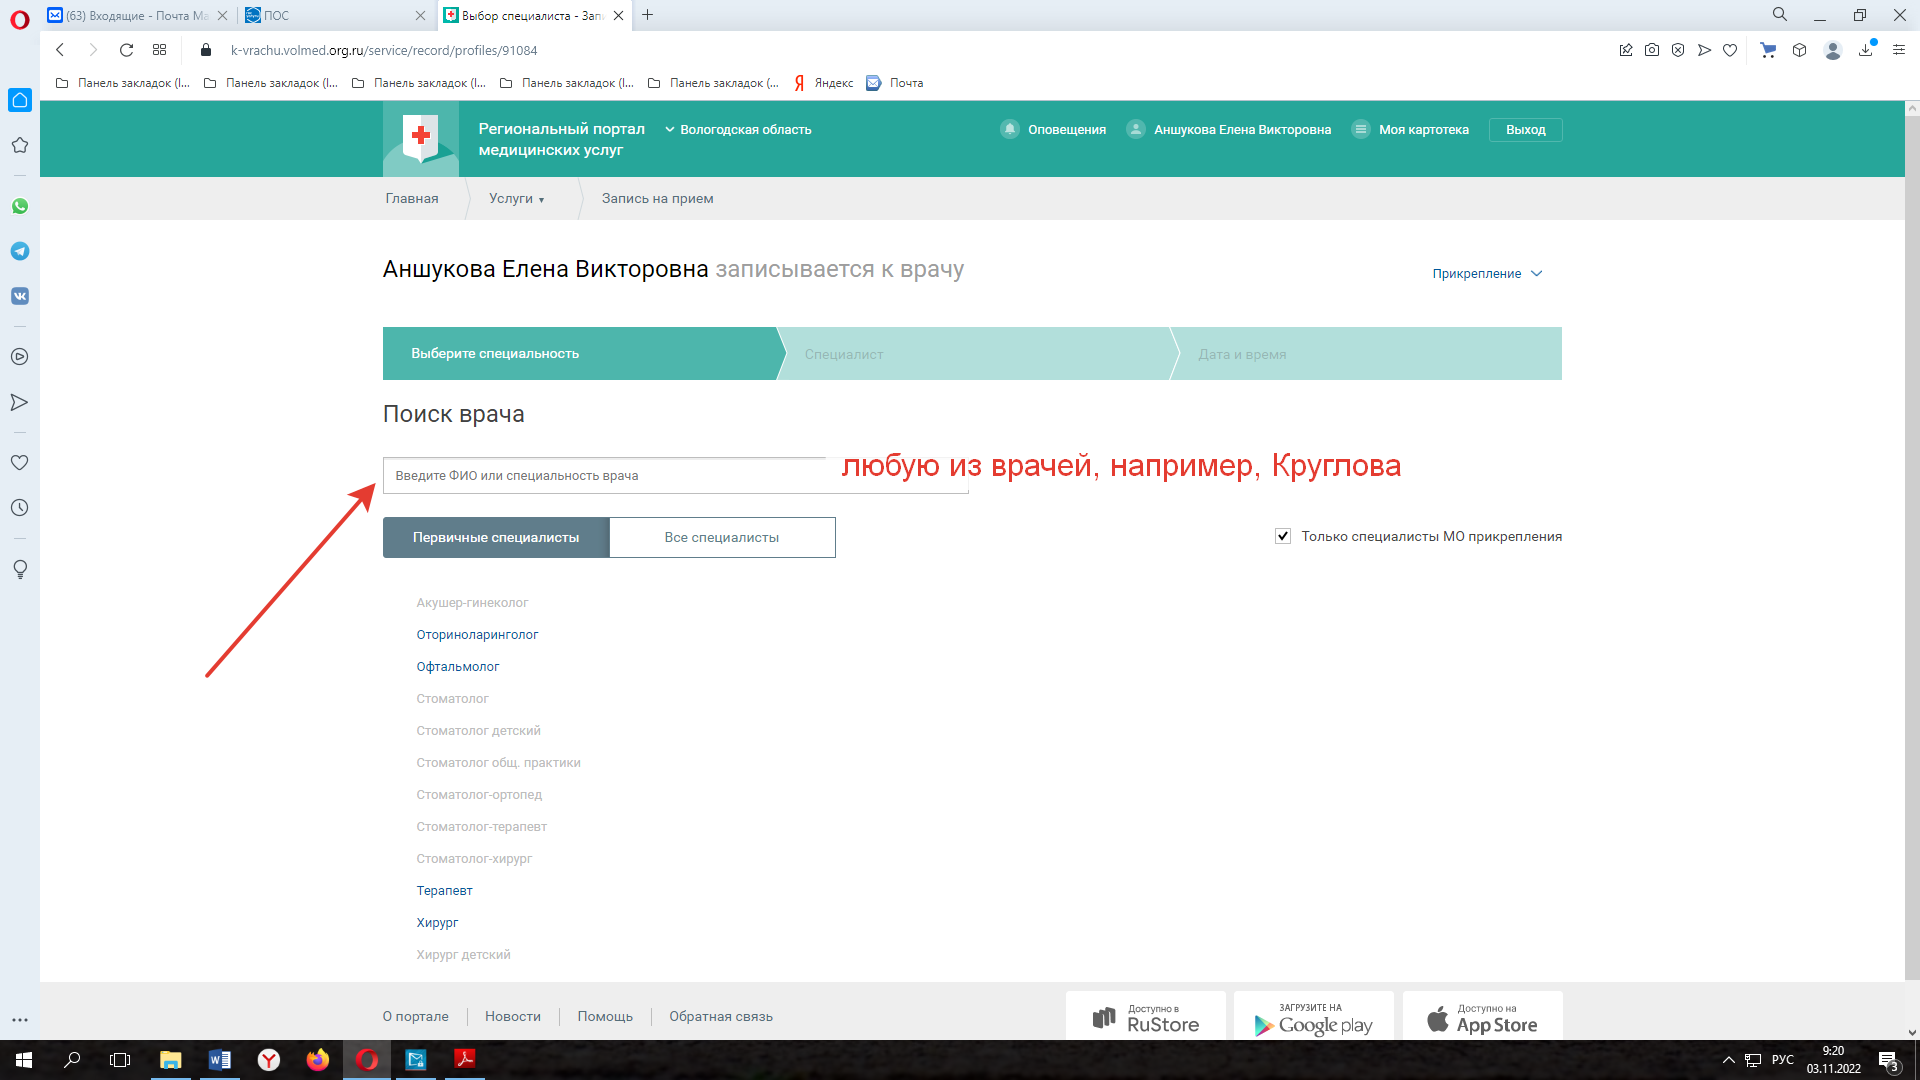 (63) Входящие - Почта Ма
ПОС
Выбор специалиста - Зап
k-vrachu.volmed.org.ru/service/record/profiles/91084
Панель закладок (I...
Панель закладок (I...
Панель закладок (I...
Панель закладок (I...
Панель закладок (...
Яндекс
Почта
Региональный портал
медицинских услуг
Вологодская область
Оповещения
Аншукова Елена Викторовна
Моя картотека
Выход
Главная
Услуги
Запись на прием
Аншукова Елена Викторовна записывается к врачу
Прикрепление
Выберите специальность
Специалист
Дата и время
Поиск врача
Введите ФИО или специальность врача
любую из врачей, например, Круглова
Первичные специалисты
Все специалисты
Только специалисты МО прикрепления
Акушер-гинеколог
Оториноларинголог
Офтальмолог
Стоматолог
Стоматолог детский
Стоматолог общ. практики
Стоматолог-ортопед
Стоматолог-терапевт
Стоматолог-хирург
Терапевт
Хирург
Хирург детский
О портале
Новости
Помощь
Обратная связь
Доступно в
RuStore
ЗАГРУЗИТЕ НА
Google play
Доступно на
App Store
РУС
9:20
03.11.2022
3